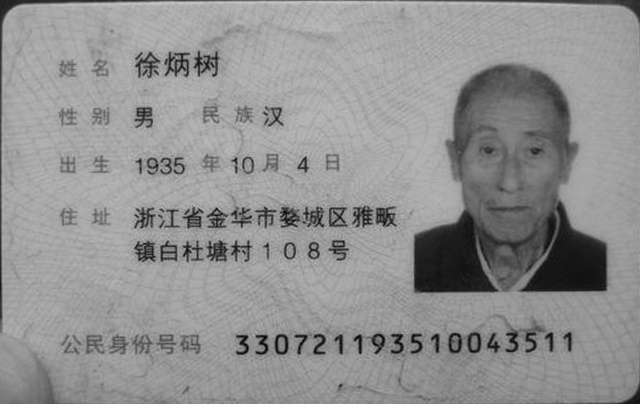 姓名 徐炳树
性别 男 民族 汉
出生 1935 年 10 月 4 日
住址 浙江省金华市婺城区雅畈
镇白杜塘村108号
公民身份号码 330721193510043511